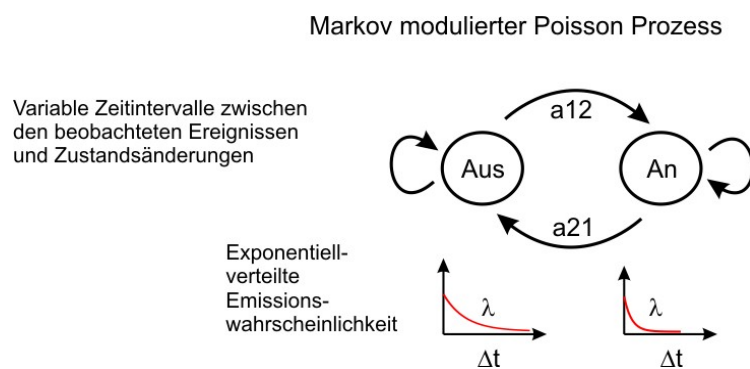 Markov modulierter Poisson Prozess
Variable Zeitintervalle zwischen
den beobachteten Ereignissen
und Zustandsänderungen
a12
Aus
An
a21
Exponentiell-
verteilte
Emissions-
wahrscheinlichkeit
λ
λ
Δt
Δt